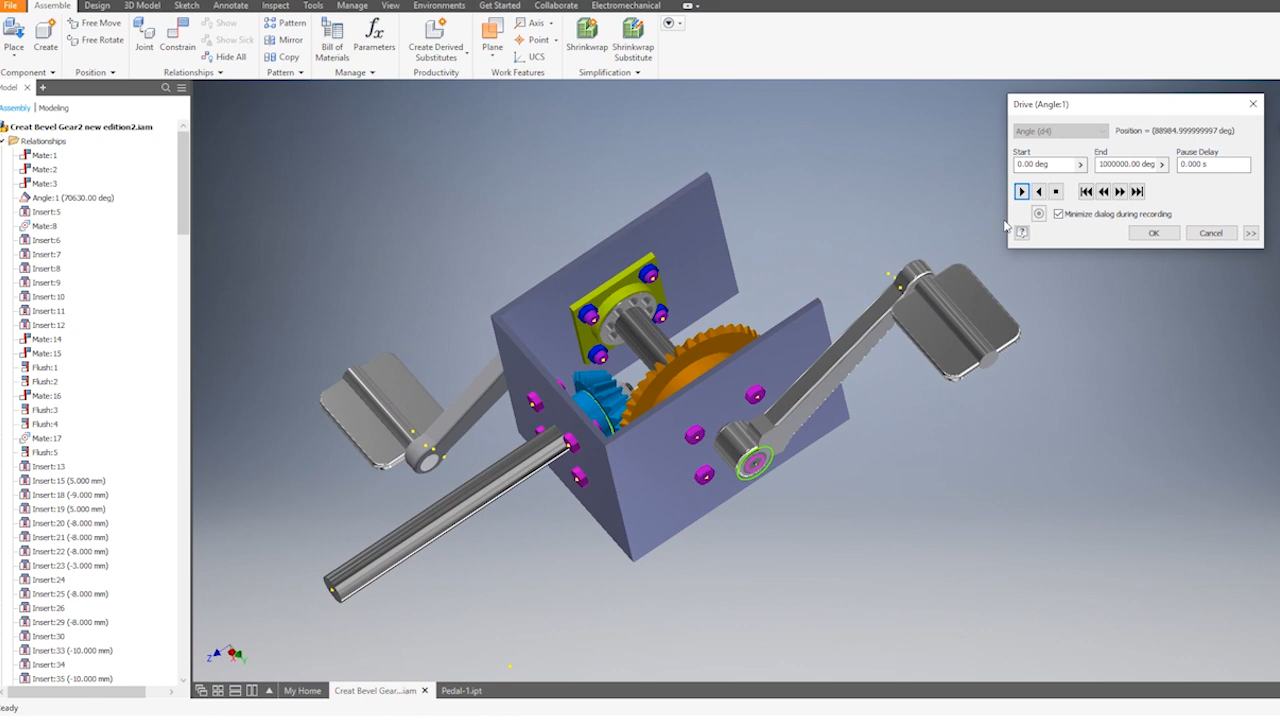 File Assemble Design 3D Model Sketch Annotate Inspect Tools Manage View Environments Get Started Collaborate Electromechanical
Place Create Free Move Free Rotate Joint Constrain Show Show Sick Hide All Pattern Mirror Copy Bill of Materials fx Parameters Create Derived Substitutes Plane Axis Point UCS Shrinkwrap Shrinkwrap Substitute
Component Position Relationships Pattern Manage Productivity Work Features Simplification
Model × +
Assembly | Modeling
Creat Bevel Gear2 new edition2.iam
Relationships
Mate:1
Mate:2
Mate:3
Angle:1 (70630.00 deg)
Insert:5
Mate:8
Insert:6
Insert:7
Insert:8
Insert:9
Insert:10
Insert:11
Insert:12
Mate:14
Mate:15
Flush:1
Flush:2
Mate:16
Flush:3
Flush:4
Mate:17
Flush:5
Insert:13
Insert:15 (5.000 mm)
Insert:18 (-9.000 mm)
Insert:19 (5.000 mm)
Insert:20 (-8.000 mm)
Insert:21 (-8.000 mm)
Insert:22 (-8.000 mm)
Insert:23 (-3.000 mm)
Insert:24
Insert:25 (-8.000 mm)
Insert:26
Insert:29 (-8.000 mm)
Insert:30
Insert:33 (-10.000 mm)
Insert:34
Insert:35 (-10.000 mm)
Drive (Angle:1)
Angle (d4) Position = (88984.999999997 deg)
Start End Pause Delay
0.00 deg > 1000000.00 deg > 0.000 s
Minimize dialog during recording
? OK Cancel >>
Z X Y
My Home Creat Bevel Gear...iam × Pedal-1.ipt
eady